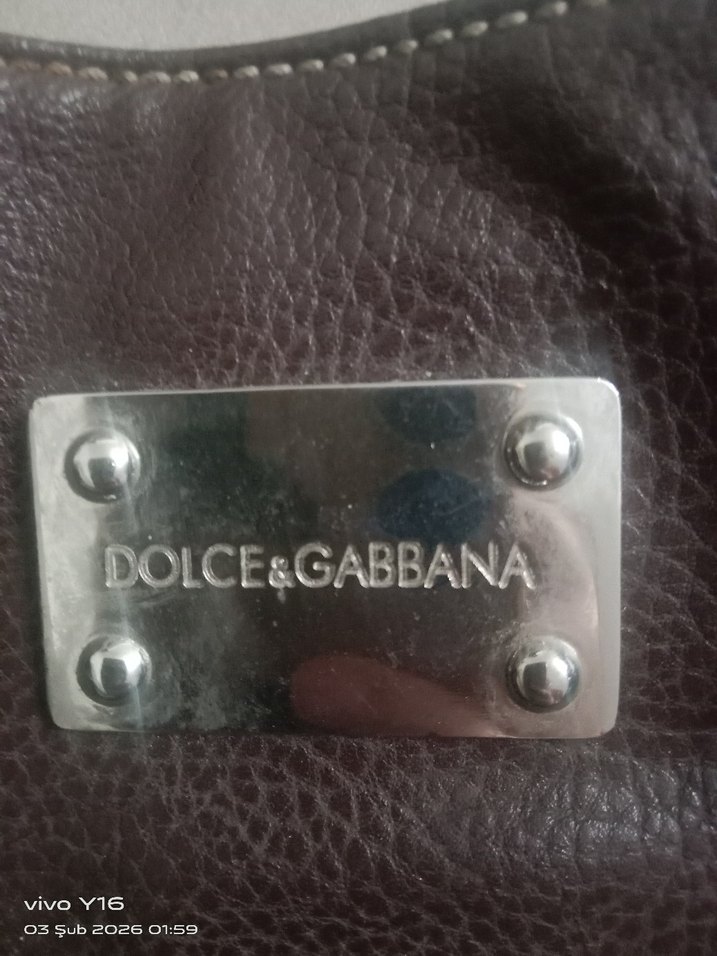 DOLCE&GABBANA
vivo Y16
03 Şub 2026 01:59